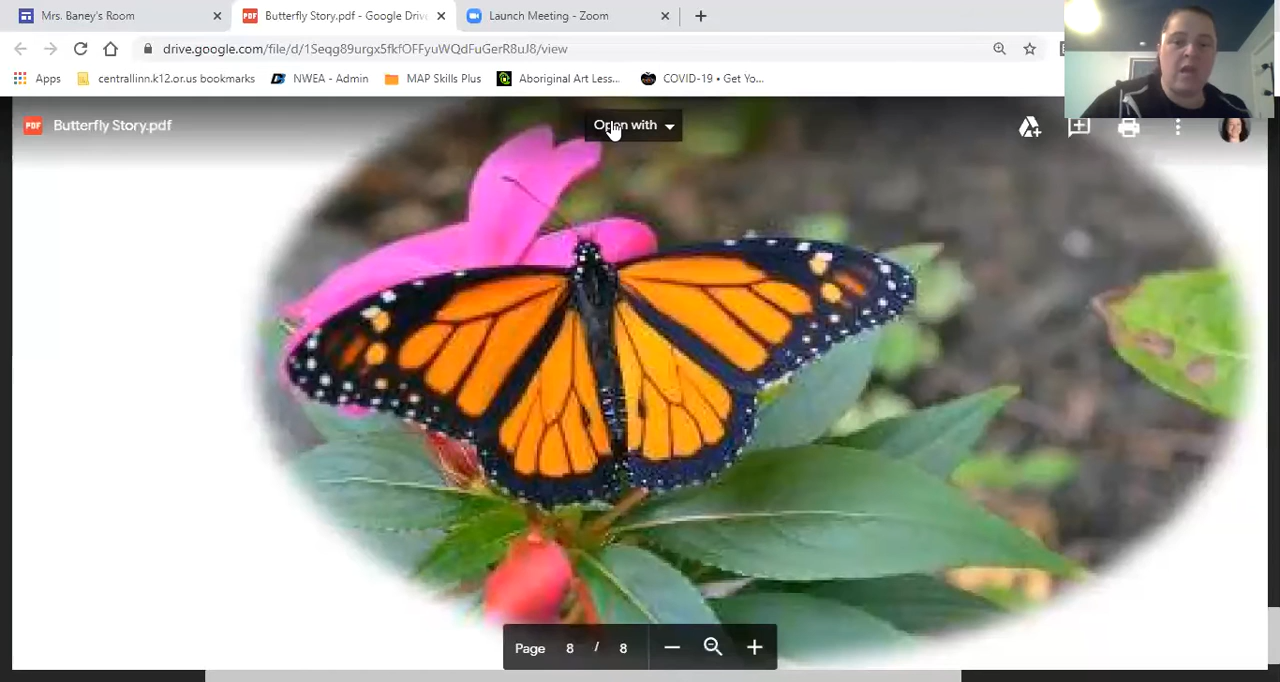 Mrs. Baney's Room
Butterfly Story.pdf - Google Drive
Launch Meeting - Zoom
drive.google.com/file/d/1Seqg89urgx5fkfOFFyuWQdFuGerR8uJ8/view
Apps
centrallinn.k12.or.us bookmarks
NWEA - Admin
MAP Skills Plus
Aboriginal Art Less...
COVID-19 • Get Yo...
PDF
Butterfly Story.pdf
Open with
Page 8 / 8